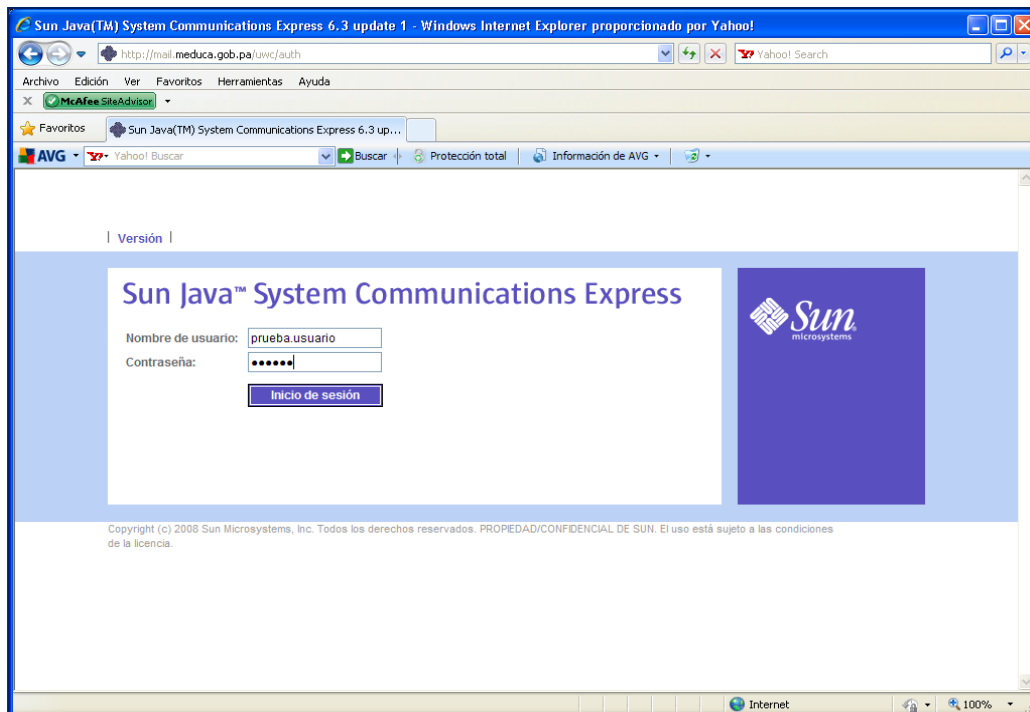 Sun Java(TM) System Communications Express 6.3 update 1 - Windows Internet Explorer proporcionado por Yahoo!
http://mail.meduca.gob.pa/uwc/auth
Yahoo! Search
Archivo Edición Ver Favoritos Herramientas Ayuda
X McAfee SiteAdvisor
Favoritos Sun Java(TM) System Communications Express 6.3 up...
AVG Y? Yahoo! Buscar Buscar Protección total Información de AVG
| Versión |
Sun Java™ System Communications Express
Nombre de usuario: prueba.usuario
Contraseña: ••••••
Inicio de sesión
Sun
microsystems
Copyright (c) 2008 Sun Microsystems, Inc. Todos los derechos reservados. PROPIEDAD/CONFIDENCIAL DE SUN. El uso está sujeto a las condiciones
de la licencia.
Internet 100%